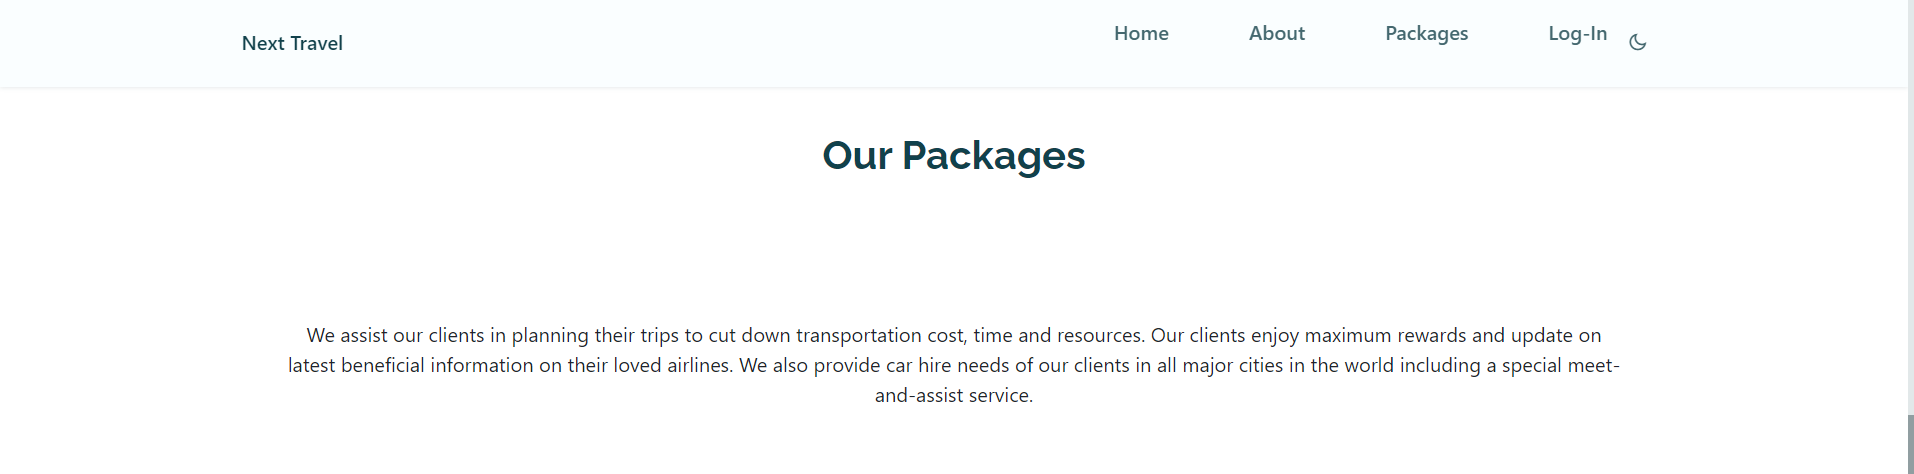 Next Travel
Home
About
Packages
Log-In
Our Packages
We assist our clients in planning their trips to cut down transportation cost, time and resources. Our clients enjoy maximum rewards and update on
latest beneficial information on their loved airlines. We also provide car hire needs of our clients in all major cities in the world including a special meet-
and-assist service.